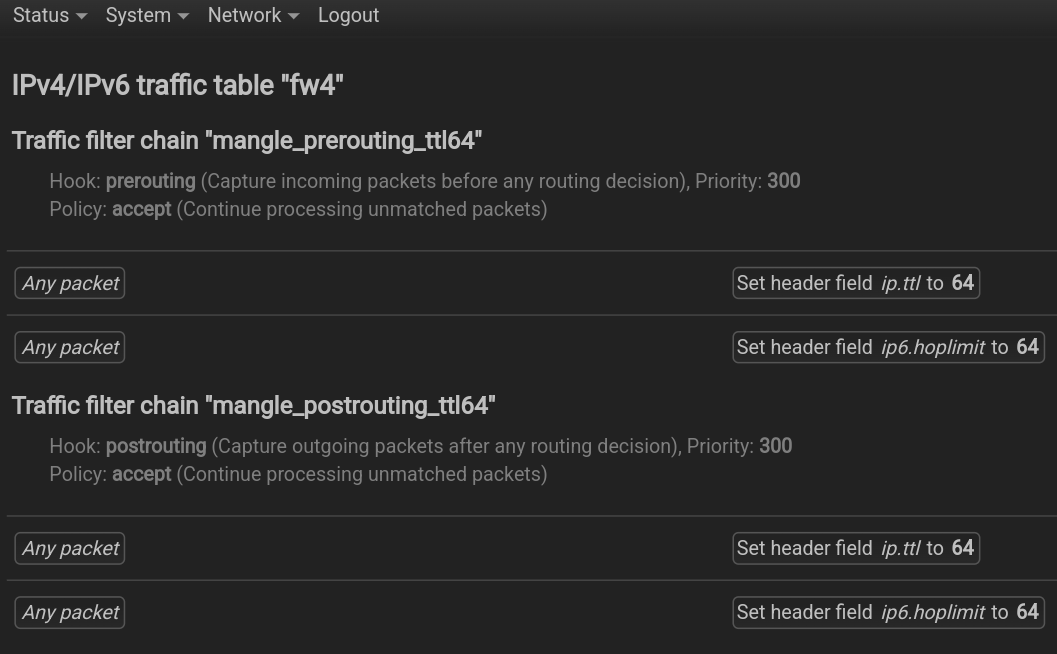 Status System Network Logout
IPv4/IPv6 traffic table "fw4"
Traffic filter chain "mangle_prerouting_ttl64"
Hook: prerouting (Capture incoming packets before any routing decision), Priority: 300
Policy: accept (Continue processing unmatched packets)
Any packet Set header field ip.ttl to 64
Any packet Set header field ip6.hoplimit to 64
Traffic filter chain "mangle_postrouting_ttl64"
Hook: postrouting (Capture outgoing packets after any routing decision), Priority: 300
Policy: accept (Continue processing unmatched packets)
Any packet Set header field ip.ttl to 64
Any packet Set header field ip6.hoplimit to 64